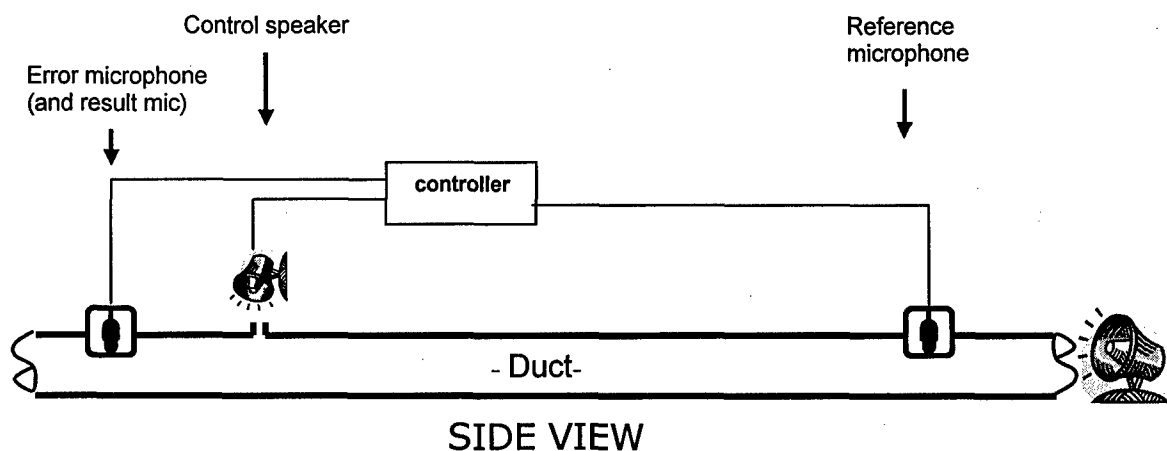 Control speaker
Reference
microphone
Error microphone
(and result mic)
controller
- Duct-
SIDE VIEW